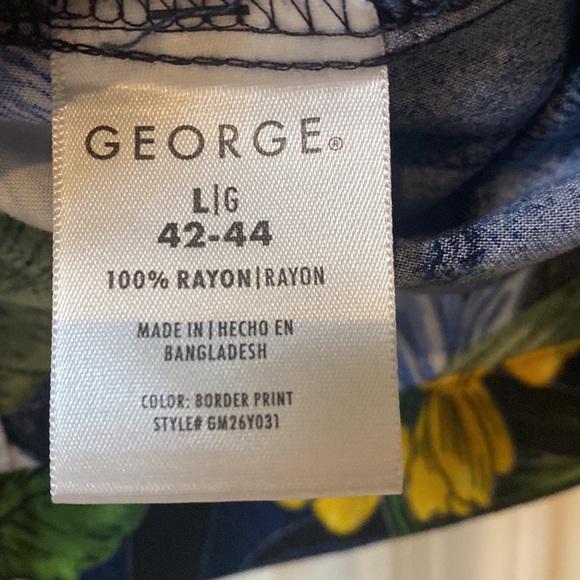 GEORGE®
L|G
42-44
100% RAYON|RAYON
MADE IN | HECHO EN
BANGLADESH
COLOR: BORDER PRINT
STYLE# GM26Y031